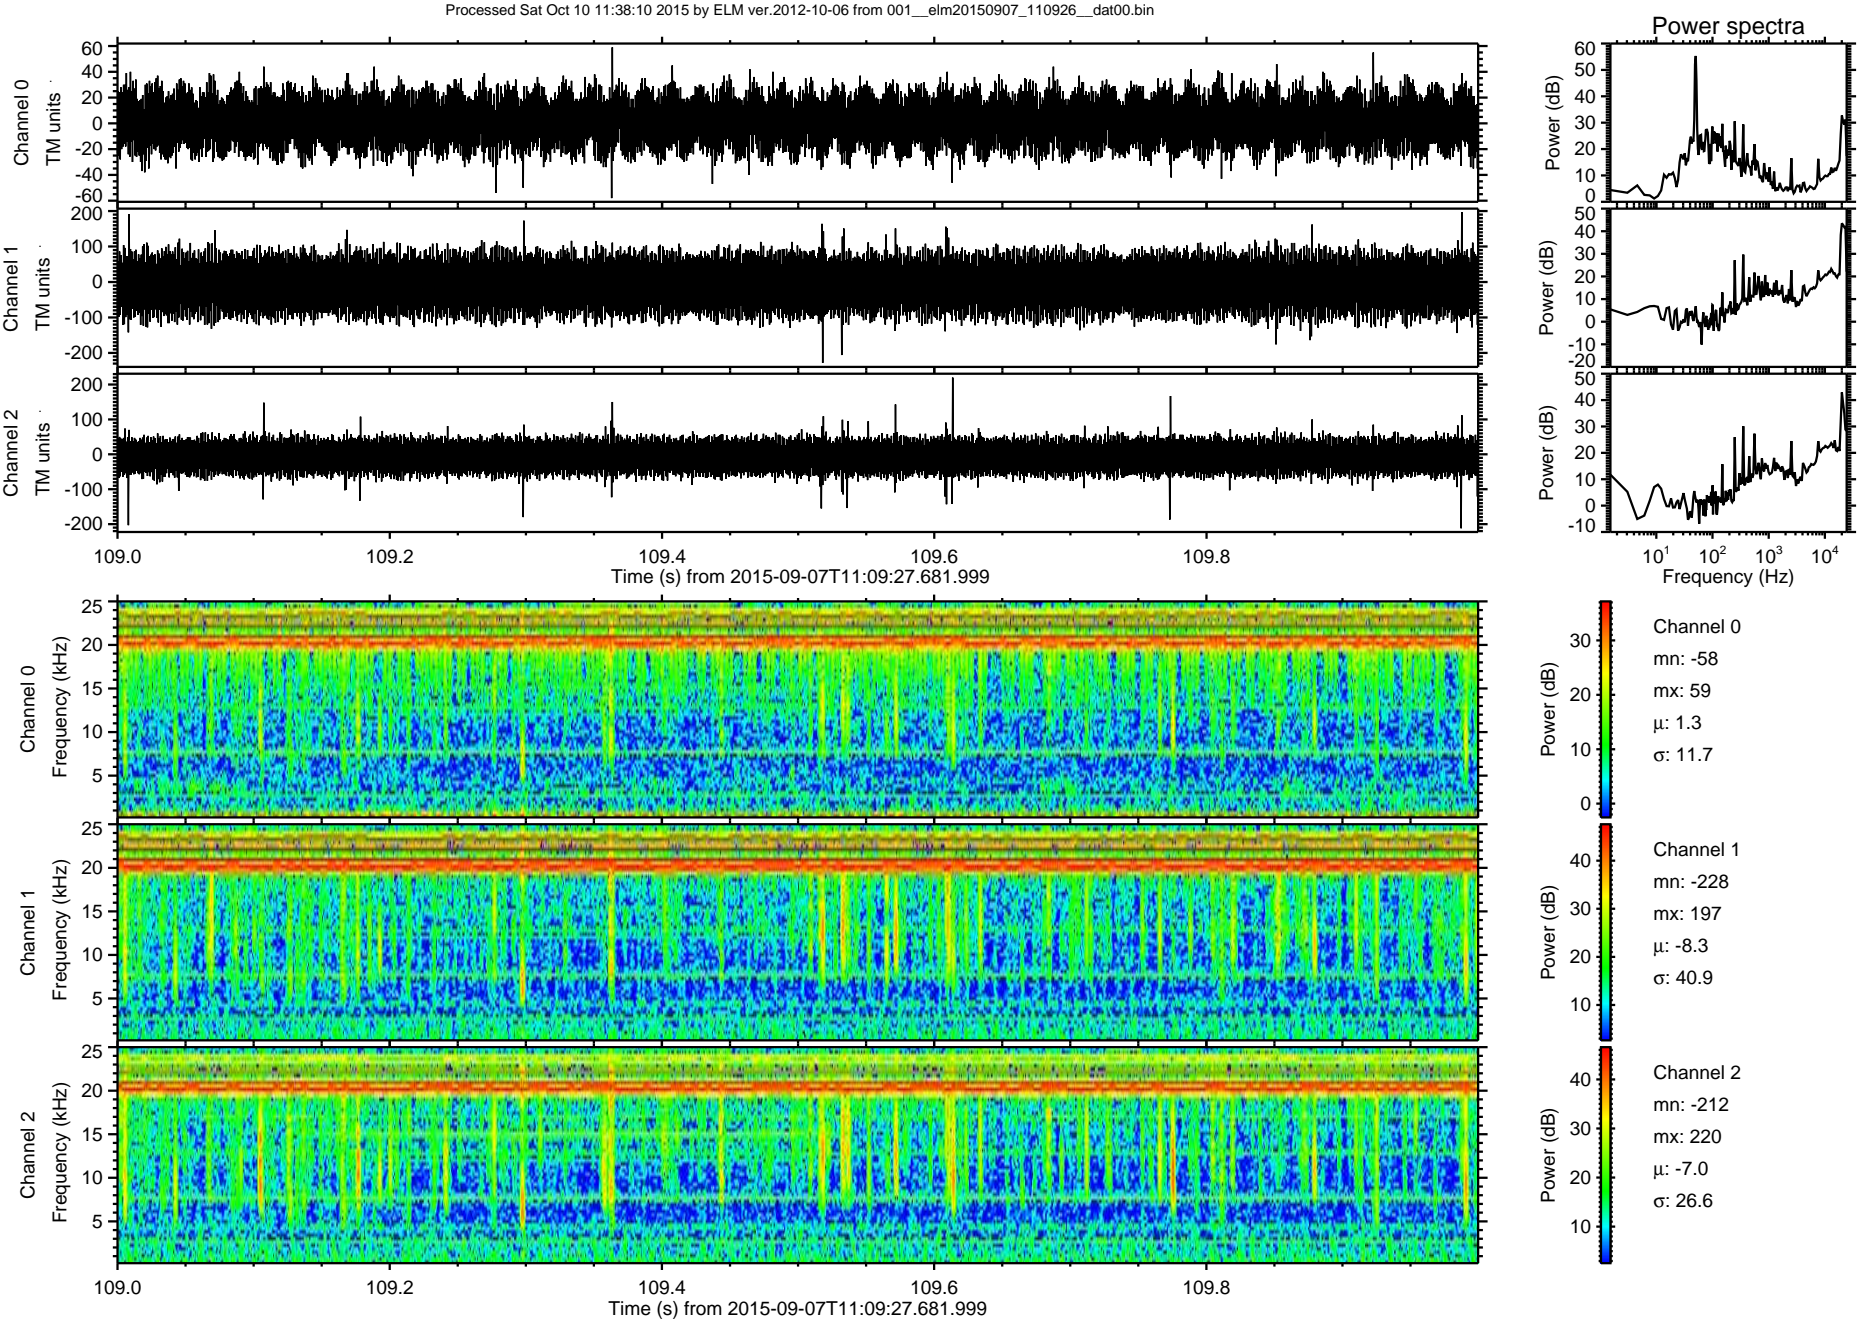 Processed Sat Oct 10 11:38:10 2015 by ELM ver.2012-10-06 from 001__elm20150907_110926__dat00.bin
Power spectra
Channel 0
TM units
60
40
20
0
-20
-40
-60
Power (dB)
60
50
40
30
20
10
0
Channel 1
TM units
200
100
0
-100
-200
Power (dB)
50
40
30
20
10
0
-10
-20
Channel 2
TM units
200
100
0
-100
-200
Power (dB)
50
40
30
20
10
0
-10
109.0 109.2 109.4 109.6 109.8
Time (s) from 2015-09-07T11:09:27.681.999
10¹ 10² 10³ 10⁴
Frequency (Hz)
Channel 0
Frequency (kHz)
25
20
15
10
5
Power (dB)
30
20
10
0
Channel 0
mn: -58
mx: 59
μ: 1.3
σ: 11.7
Channel 1
Frequency (kHz)
25
20
15
10
5
Power (dB)
40
30
20
10
Channel 1
mn: -228
mx: 197
μ: -8.3
σ: 40.9
Channel 2
Frequency (kHz)
25
20
15
10
5
Power (dB)
40
30
20
10
Channel 2
mn: -212
mx: 220
μ: -7.0
σ: 26.6
109.0 109.2 109.4 109.6 109.8
Time (s) from 2015-09-07T11:09:27.681.999